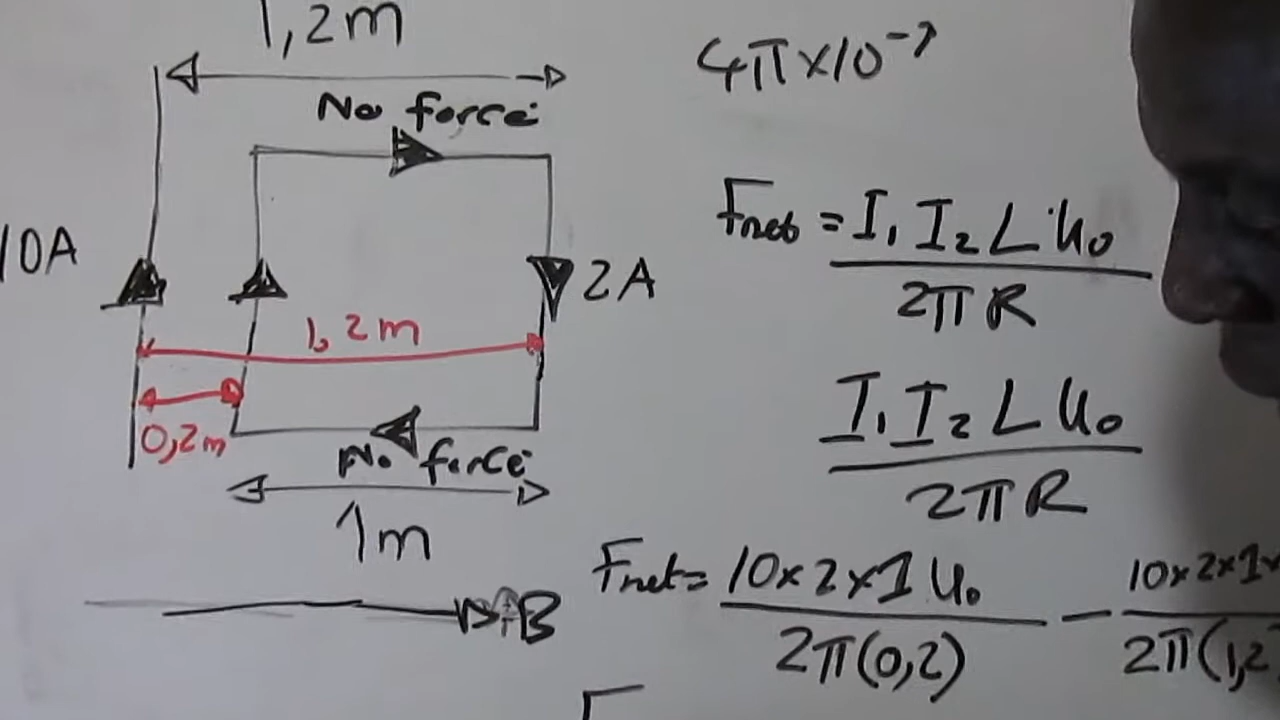 1,2m
No force
10A
2A
1,2m
0,2m
No force
1m
B
4π×10⁻⁷
Fnet = I₁ I₂ L u₀
2π R
I₁ I₂ L u₀
2π R
Fnet = 10×2×1 u₀ − 10×2×1×
2π(0,2) 2π(1,2